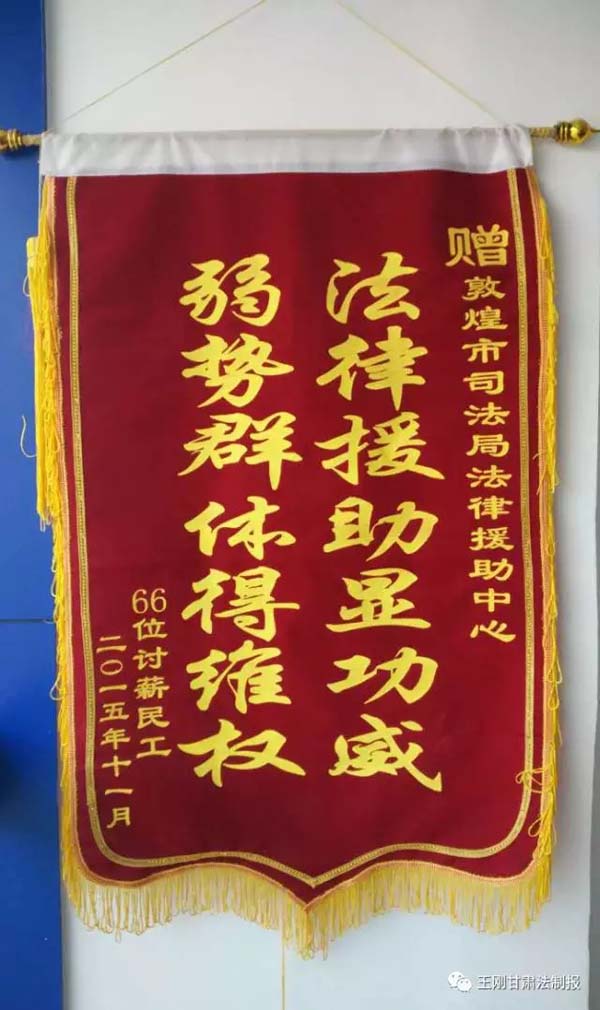 赠敦煌市司法局法律援助中心
法律援助显功威
弱势群体得维权
66位讨薪民工
二〇一五年十一月
王刚甘肃法制报